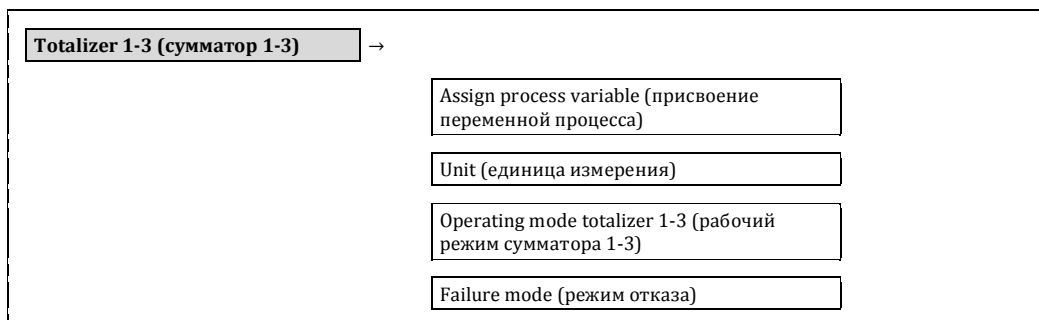 Totalizer 1-3 (сумматор 1-3) →
Assign process variable (присвоение
переменной процесса)
Unit (единица измерения)
Operating mode totalizer 1-3 (рабочий
режим сумматора 1-3)
Failure mode (режим отказа)